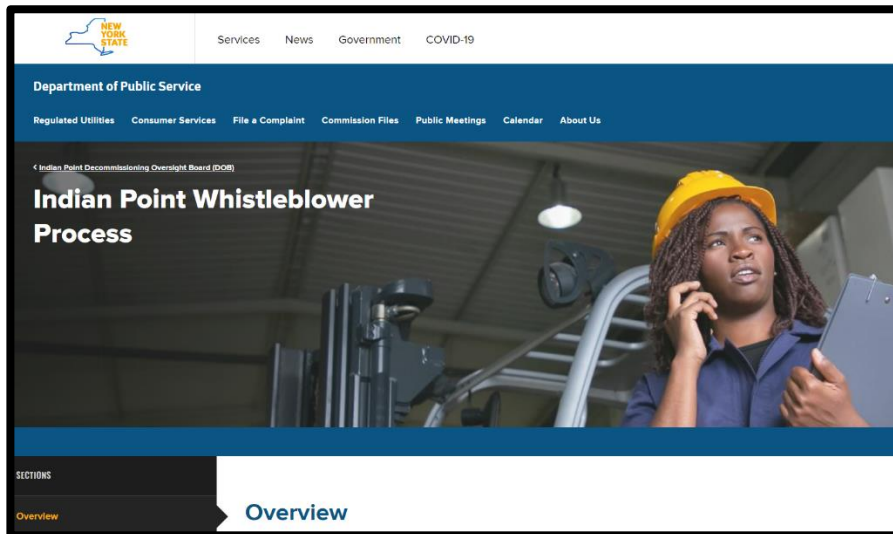 NEW
YORK
STATE
Services News Government COVID-19
Department of Public Service
Regulated Utilities Consumer Services File a Complaint Commission Files Public Meetings Calendar About Us
< Indian Point Decommissioning Oversight Board (DOB)
Indian Point Whistleblower
Process
SECTIONS
Overview
Overview